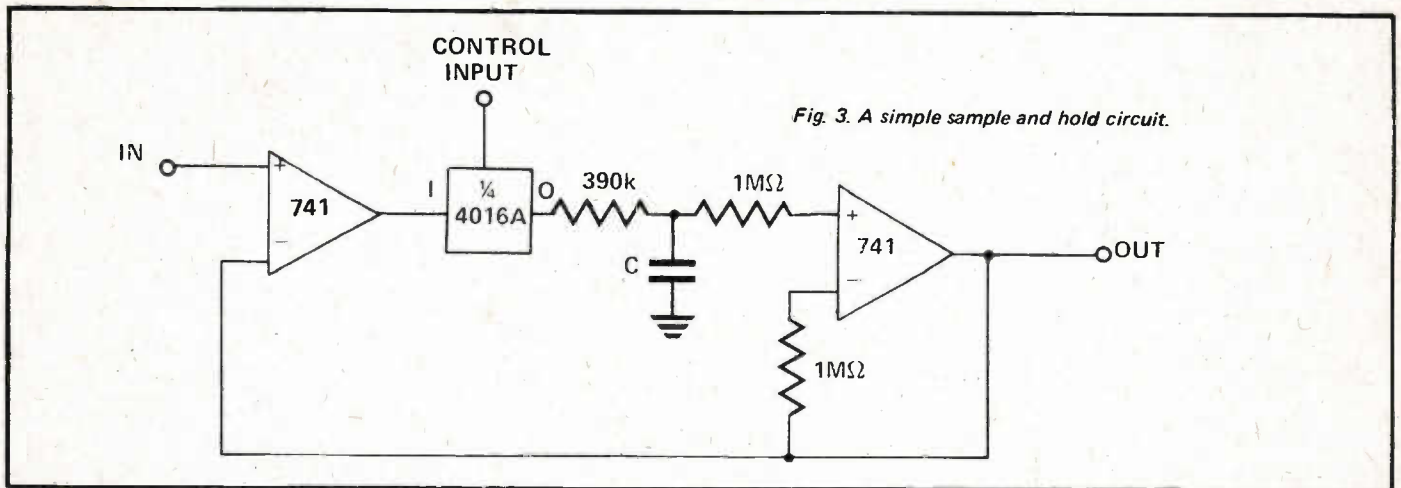 CONTROL
INPUT
Fig. 3. A simple sample and hold circuit.
IN
+
741
−
I
¼
4016A
O
390k
1MΩ
C
+
741
−
OUT
1MΩ